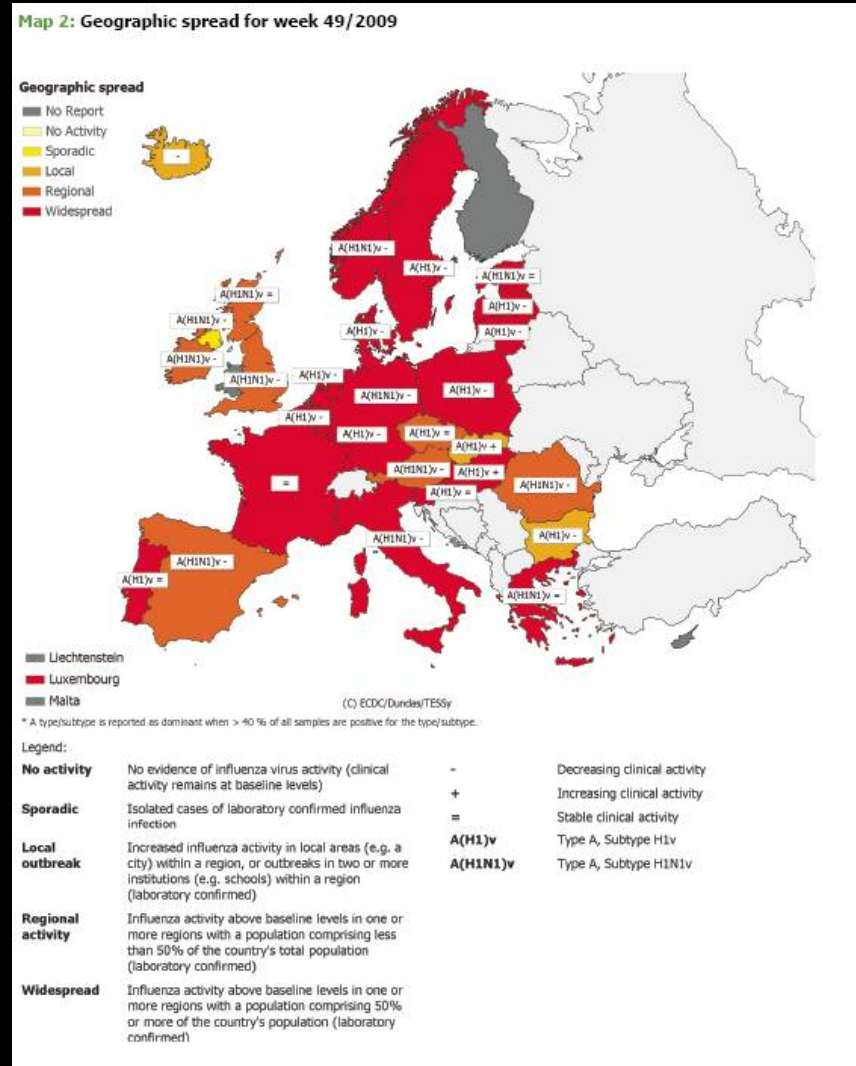 Map 2: Geographic spread for week 49/2009
Geographic spread
No Report
No Activity
Sporadic
Local
Regional
Widespread
-
A(H1N1)v -
A(H1)v -
A(H1N1)v =
A(H1N1)v =
A(H1)v -
A(H1N1)v -
A(H1)v -
A(H1)v -
A(H1N1)v -
A(H1)v -
A(H1N1)v -
A(H1N1)v -
A(H1)v -
A(H1)v -
A(H1)v -
A(H1)v =
A(H1)v +
=
A(H1N1)v -
A(H1)v +
A(H1N1)v -
A(H1)v =
A(H1)v -
A(H1N1)v -
A(H1N1)v -
A(H1)v =
A(H1N1)v =
Liechtenstein
Luxembourg
Malta
(C) ECDC/Dundas/TESSy
* A type/subtype is reported as dominant when > 40 % of all samples are positive for the type/subtype.
Legend:
No activity
No evidence of influenza virus activity (clinical
activity remains at baseline levels)
Sporadic
Isolated cases of laboratory confirmed influenza
infection
Local
outbreak
Increased influenza activity in local areas (e.g. a
city) within a region, or outbreaks in two or more
institutions (e.g. schools) within a region
(laboratory confirmed)
Regional
activity
Influenza activity above baseline levels in one or
more regions with a population comprising less
than 50% of the country's total population
(laboratory confirmed)
Widespread
Influenza activity above baseline levels in one or
more regions with a population comprising 50%
or more of the country's population (laboratory
confirmed)
- Decreasing clinical activity
+ Increasing clinical activity
= Stable clinical activity
A(H1)v Type A, Subtype H1v
A(H1N1)v Type A, Subtype H1N1v